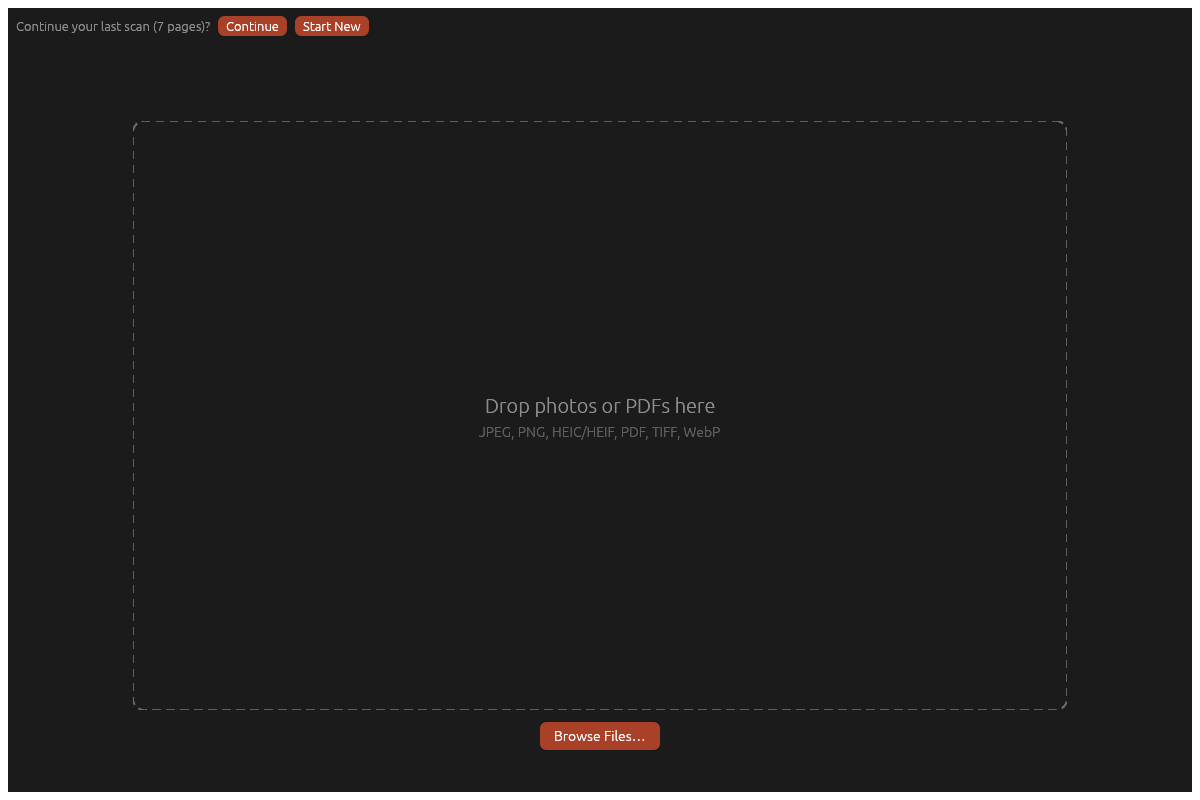 Continue your last scan (7 pages)? Continue Start New
Drop photos or PDFs here
JPEG, PNG, HEIC/HEIF, PDF, TIFF, WebP
Browse Files…